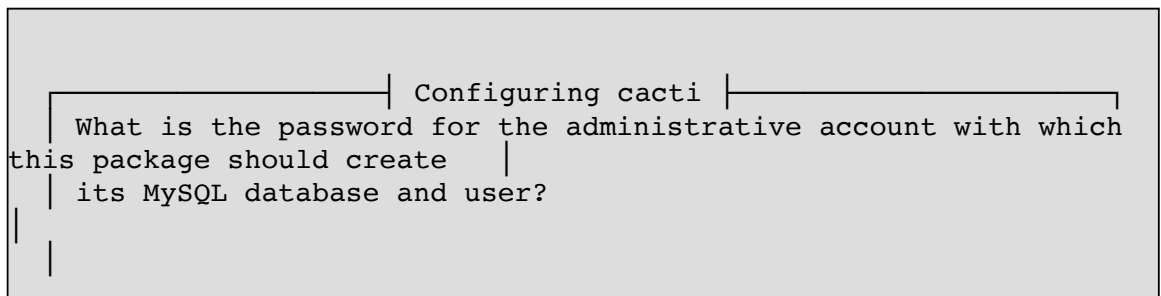 Configuring cacti
What is the password for the administrative account with which
this package should create
its MySQL database and user?